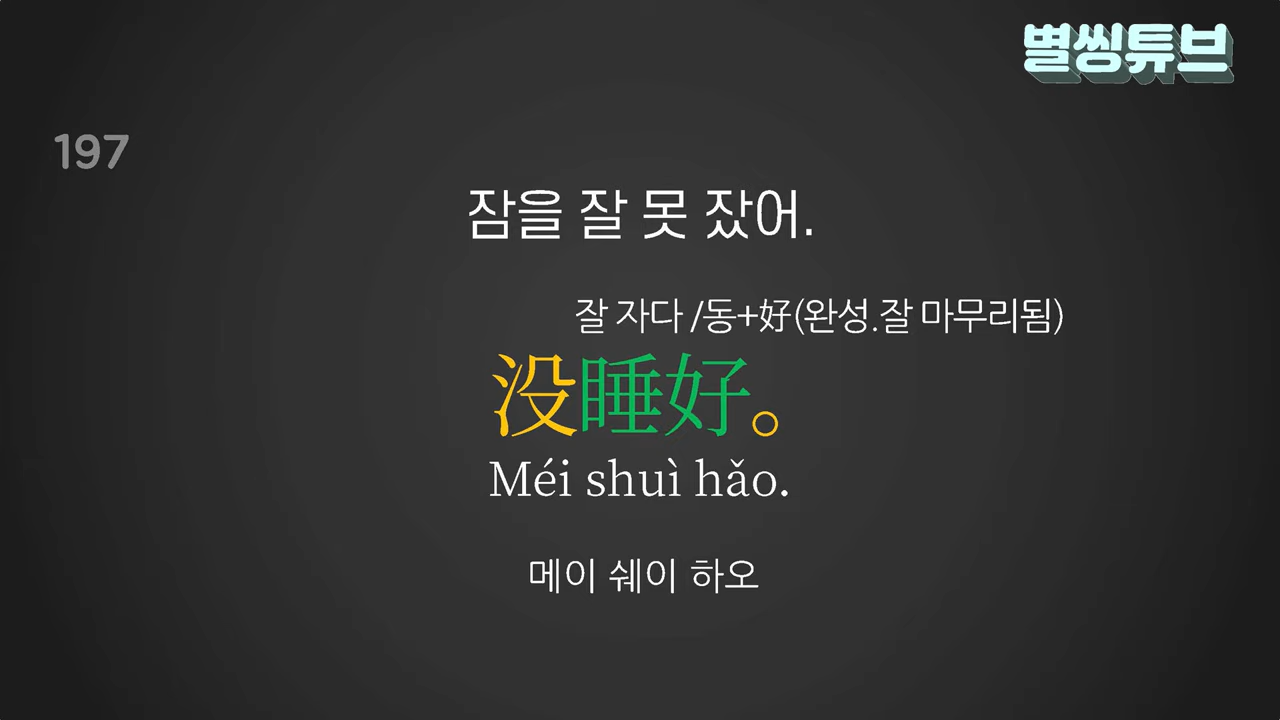 별씽튜브
197
잠을 잘 못 잤어.
잘 자다 /동+好(완성.잘 마무리됨)
没睡好。
Méi shuì hǎo.
메이 쉐이 하오